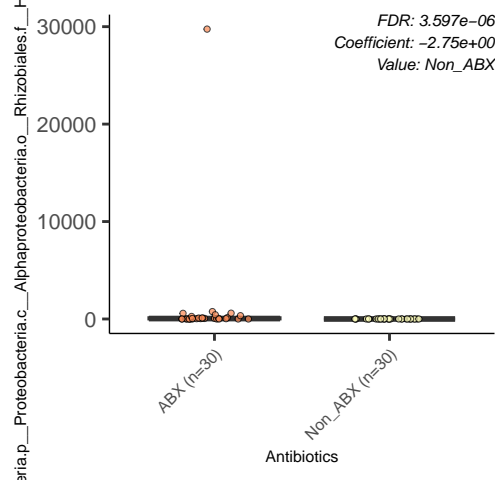 FDR: 3.597e−06
Coefficient: −2.75e+00
Value: Non_ABX
30000
20000
10000
0
eria.p__Proteobacteria.c__Alphaproteobacteria.o__Rhizobiales.f__H
ABX (n=30)
Non_ABX (n=30)
Antibiotics